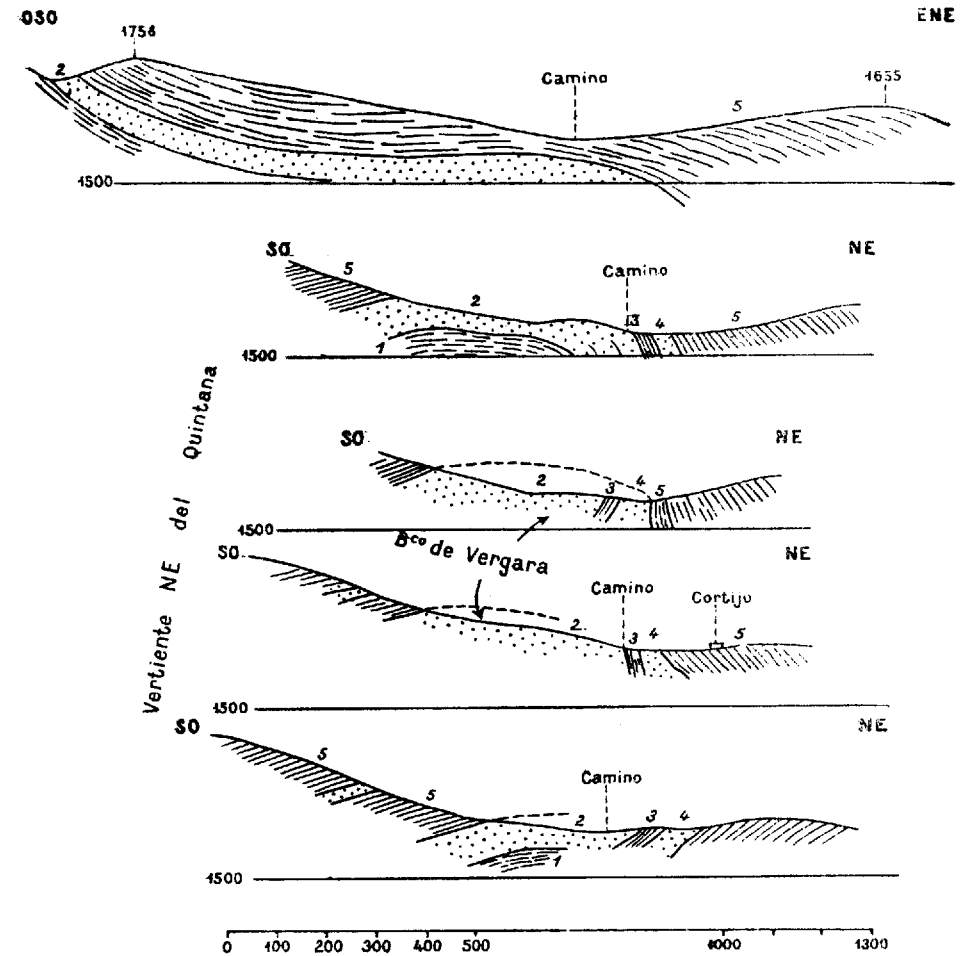 OSO ENE
1756
2 Camino 1655
5
1500
SO NE
5 Camino
2 4 5
1
1500
SO NE
2 3 4 5
1500
Bco de Vergara
Vertiente NE del Quintana
SO NE
Camino Cortijo
2 3 4 5
1500
SO NE
5
5 Camino
2 3 4
1
1500
0 100 200 300 400 500 1000 1300